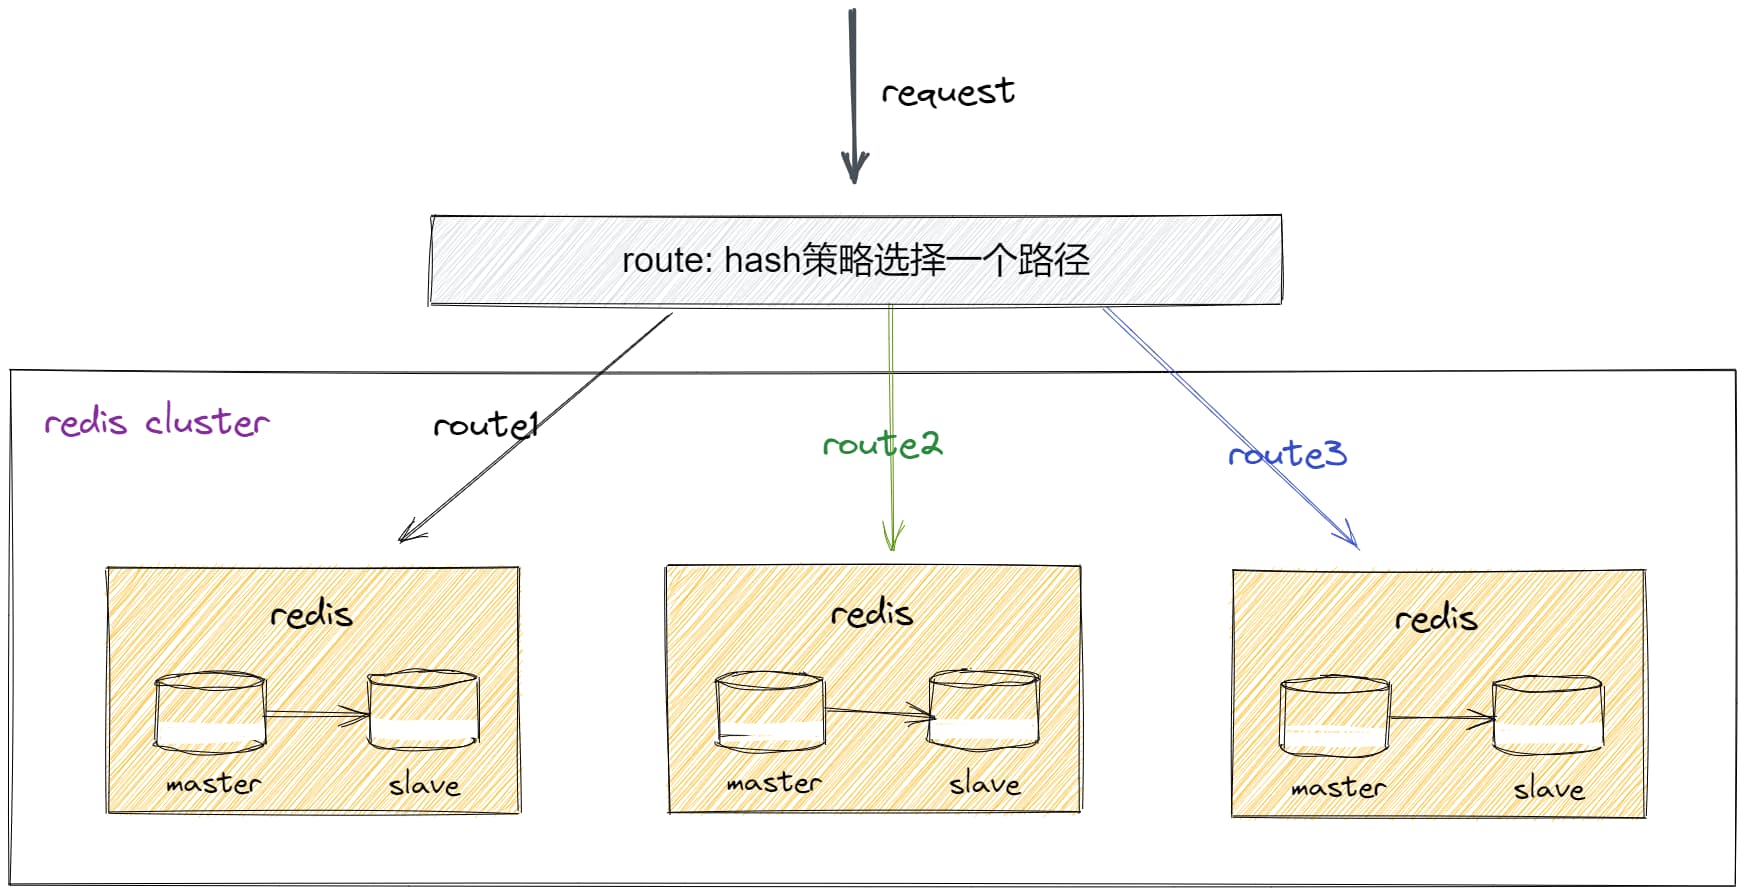 request
route: hash策略选择一个路径
redis cluster
route1
route2
route3
redis
master
slave
redis
master
slave
redis
master
slave